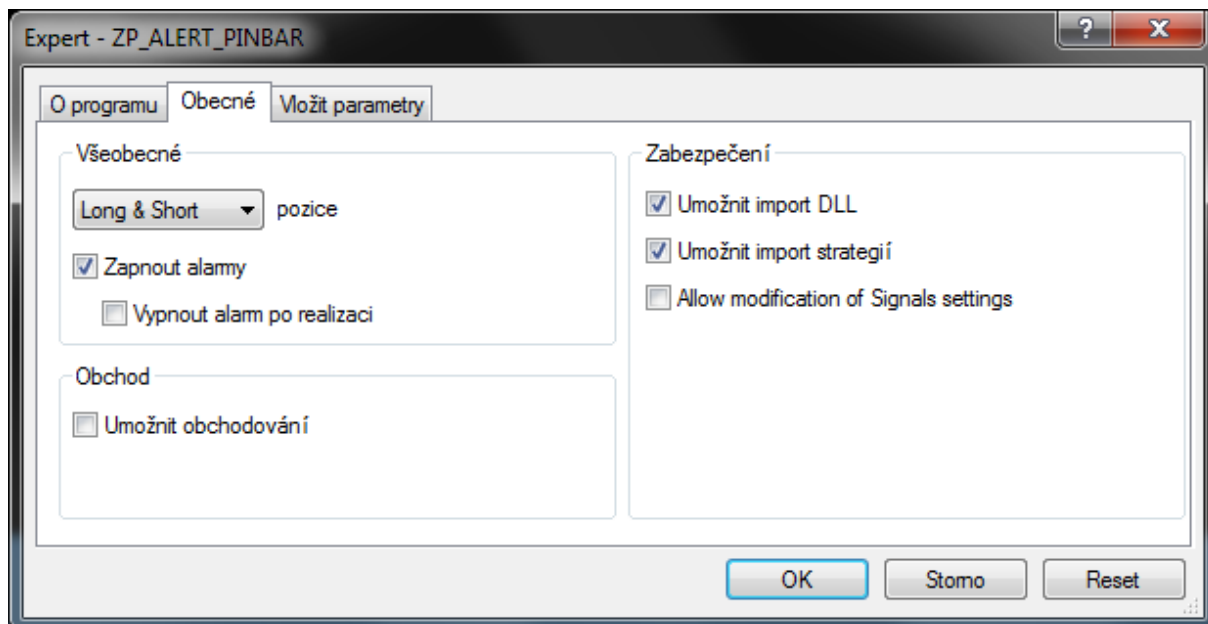 Expert - ZP_ALERT_PINBAR
?
X
O programu
Obecné
Vložit parametry
Všeobecné
Long & Short
pozice
Zapnout alarmy
Vypnout alarm po realizaci
Obchod
Umožnit obchodování
Zabezpečení
Umožnit import DLL
Umožnit import strategií
Allow modification of Signals settings
OK
Storno
Reset